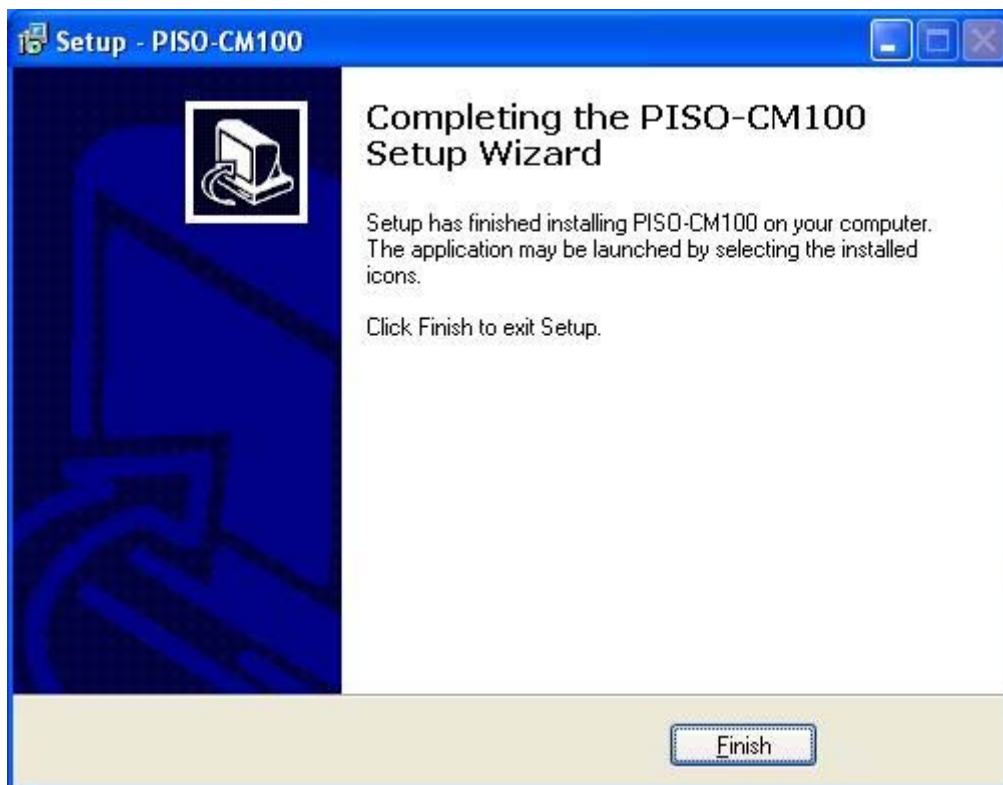 Setup - PISO-CM100
Completing the PISO-CM100
Setup Wizard
Setup has finished installing PISO-CM100 on your computer.
The application may be launched by selecting the installed
icons.
Click Finish to exit Setup.
Finish